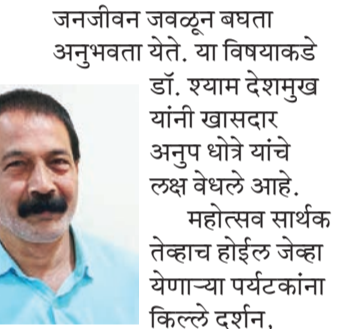 जनजीवन जवळून बघता
अनुभवता येते. या विषयाकडे
डॉ. श्याम देशमुख
यांनी खासदार
अनुप धोत्रे यांचे
लक्ष वेधले आहे.
महोत्सव सार्थक
तेव्हाच होईल जेव्हा
येणाऱ्या पर्यटकांना
किल्ले दर्शन,